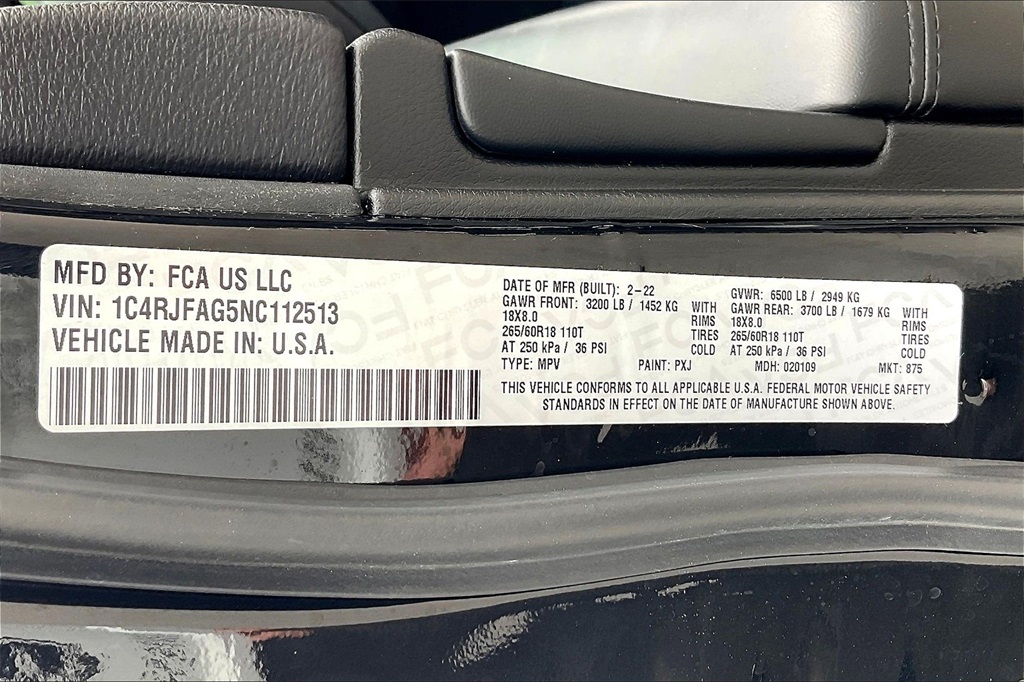 MFD BY: FCA US LLC
VIN: 1C4RJFAG5NC112513
VEHICLE MADE IN: U.S.A.
DATE OF MFR (BUILT): 2-22
GAWR FRONT: 3200 LB / 1452 KG WITH
18X8.0 RIMS
265/60R18 110T TIRES
AT 250 kPa / 36 PSI COLD
TYPE: MPV PAINT: PXJ
GVWR: 6500 LB / 2949 KG
GAWR REAR: 3700 LB / 1679 KG WITH
18X8.0 RIMS
265/60R18 110T TIRES
AT 250 kPa / 36 PSI COLD
MDH: 020109 MKT: 875
THIS VEHICLE CONFORMS TO ALL APPLICABLE U.S.A. FEDERAL MOTOR VEHICLE SAFETY
STANDARDS IN EFFECT ON THE DATE OF MANUFACTURE SHOWN ABOVE.